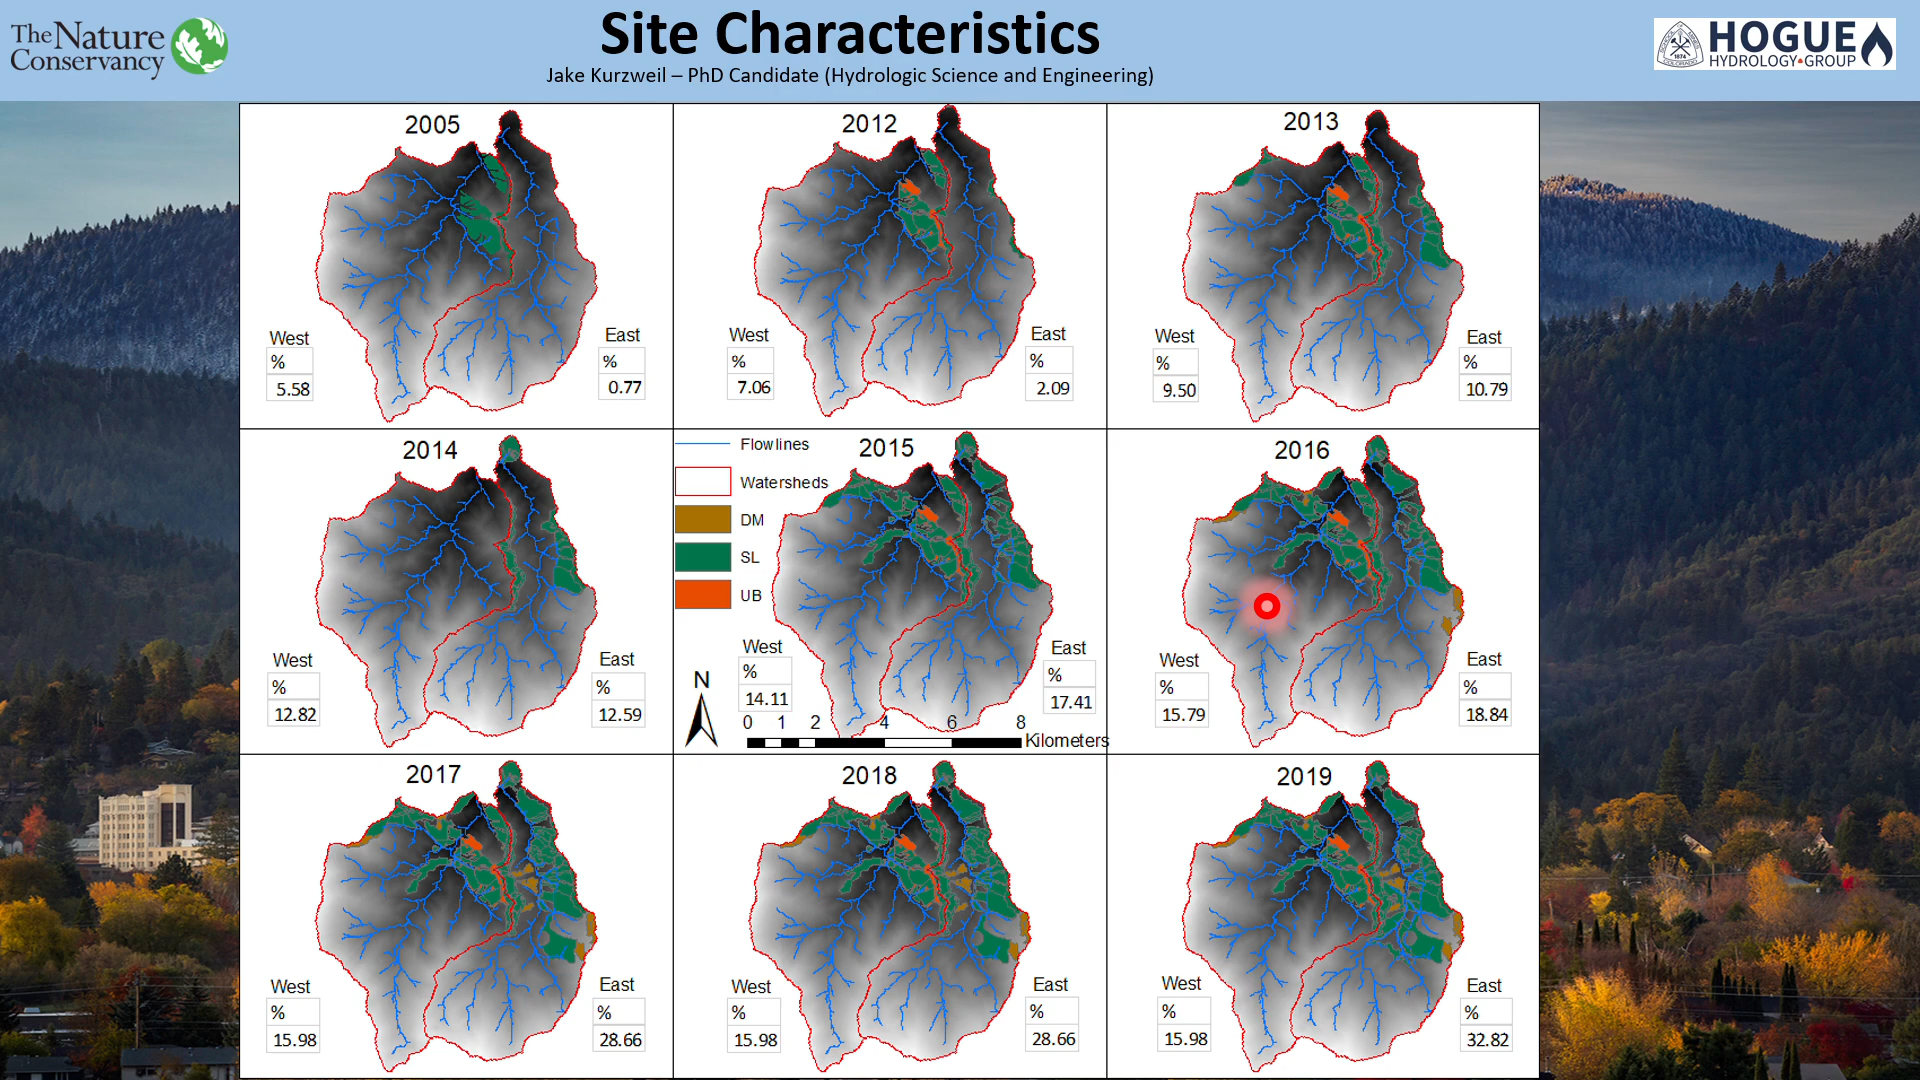 The Nature
Conservancy
Site Characteristics
Jake Kurzweil – PhD Candidate (Hydrologic Science and Engineering)
HOGUE
HYDROLOGY GROUP
2005
West
%
5.58
East
%
0.77
2012
West
%
7.06
East
%
2.09
2013
West
%
9.50
East
%
10.79
2014
West
%
12.82
East
%
12.59
Flowlines
Watersheds
DM
SL
UB
2015
West
%
14.11
East
%
17.41
N
0 1 2 4 6 8
Kilometers
2016
West
%
15.79
East
%
18.84
2017
West
%
15.98
East
%
28.66
2018
West
%
15.98
East
%
28.66
2019
West
%
15.98
East
%
32.82